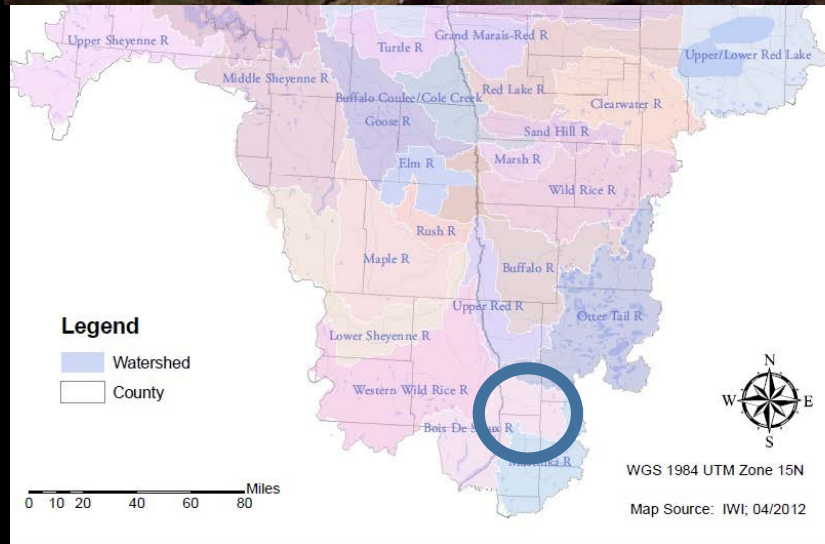 Upper Sheyenne R
Turtle R
Grand Marais-Red R
Upper/Lower Red Lake
Middle Sheyenne R
Buffalo Coulee/Cole Creek
Red Lake R
Clearwater R
Goose R
Sand Hill R
Elm R
Marsh R
Wild Rice R
Rush R
Maple R
Buffalo R
Upper Red R
Otter Tail R
Legend
Watershed
County
Lower Sheyenne R
Western Wild Rice R
Bois De Sioux R
N
W E
S
WGS 1984 UTM Zone 15N
Miles
0 10 20 40 60 80
Map Source: IWI; 04/2012